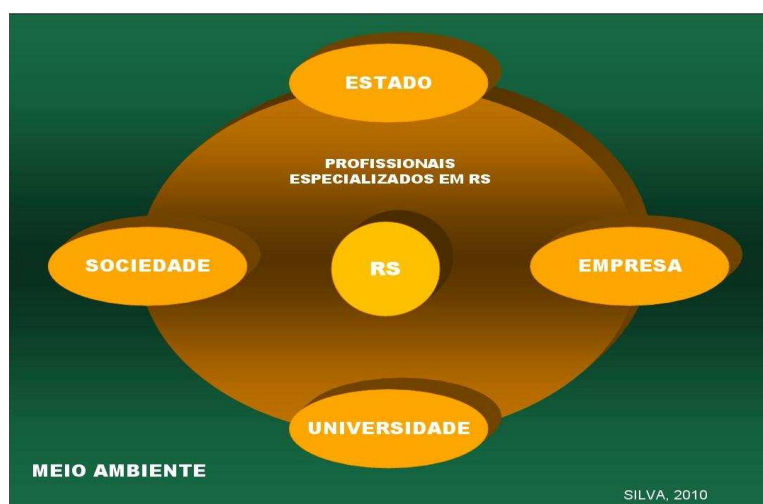 ESTADO
PROFISSIONAIS
ESPECIALIZADOS EM RS
SOCIEDADE
RS
EMPRESA
UNIVERSIDADE
MEIO AMBIENTE
SILVA, 2010